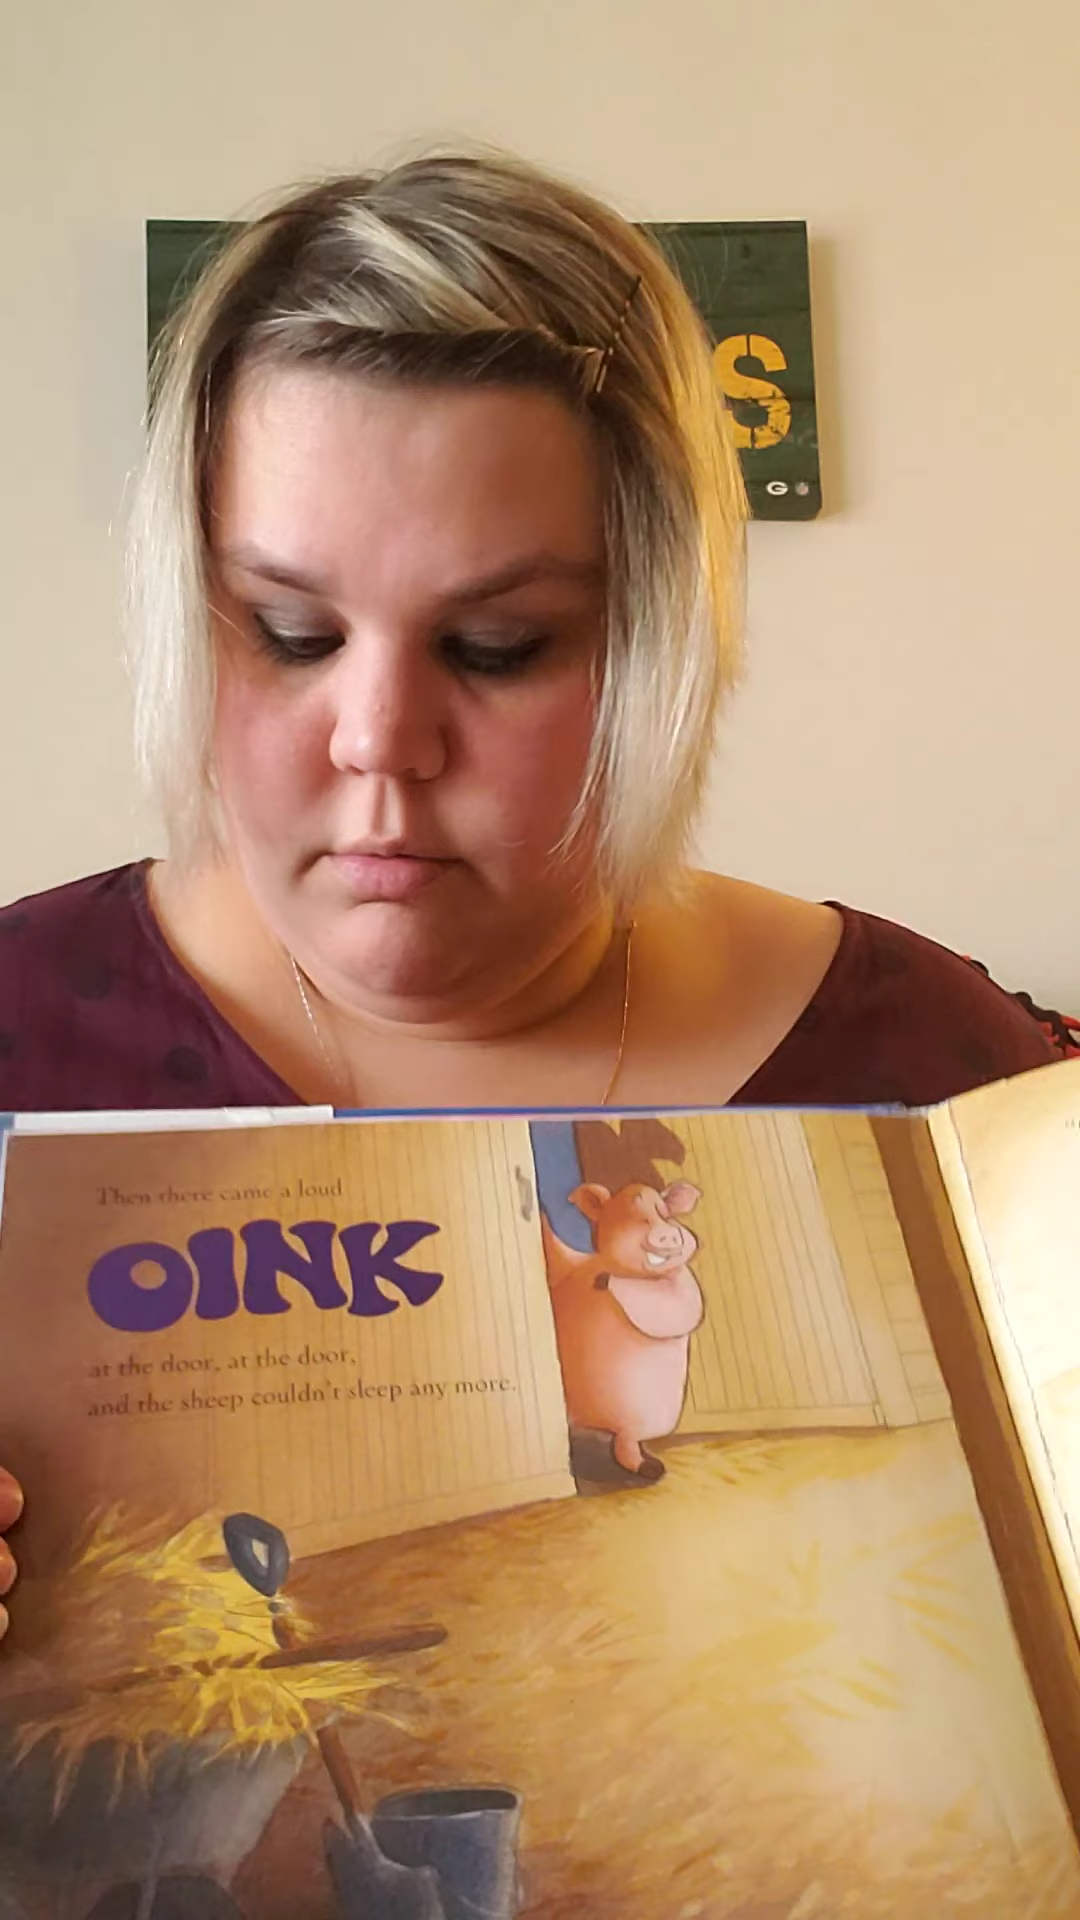 S
G
Then there came a loud
OINK
at the door, at the door,
and the sheep couldn't sleep any more.